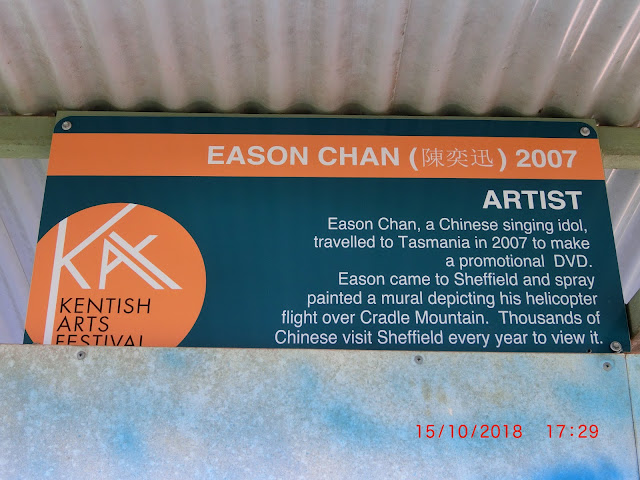 EASON CHAN (陳奕迅) 2007
ARTIST
Eason Chan, a Chinese singing idol,
travelled to Tasmania in 2007 to make
a promotional DVD.
Eason came to Sheffield and spray
painted a mural depicting his helicopter
flight over Cradle Mountain. Thousands of
Chinese visit Sheffield every year to view it.
KAF
KENTISH
ARTS
FESTIVAL
15/10/2018 17:29